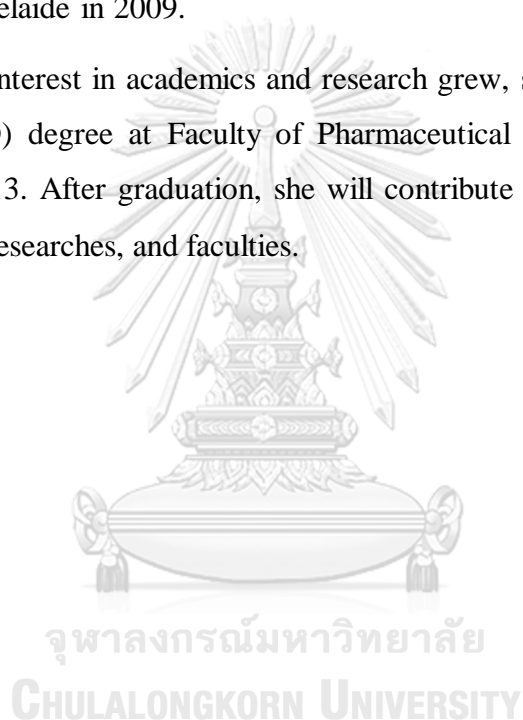 elaide in 2009.
nterest in academics and research grew, s
) degree at Faculty of Pharmaceutical
13. After graduation, she will contribute
esearches, and faculties.
จุฬาลงกรณ์มหาวิทยาลัย
CHULALONGKORN UNIVERSITY